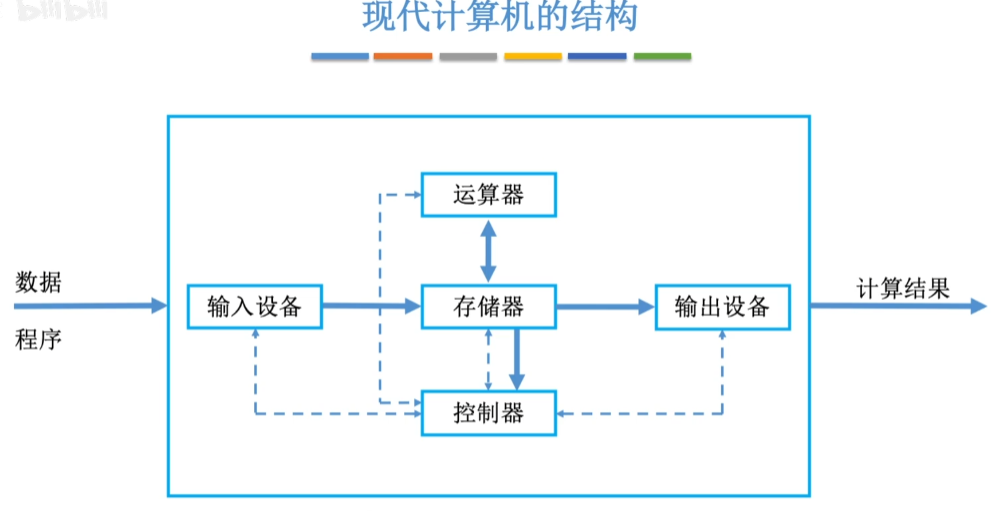 bilibili
现代计算机的结构
运算器
数据
程序
输入设备
存储器
输出设备
计算结果
控制器